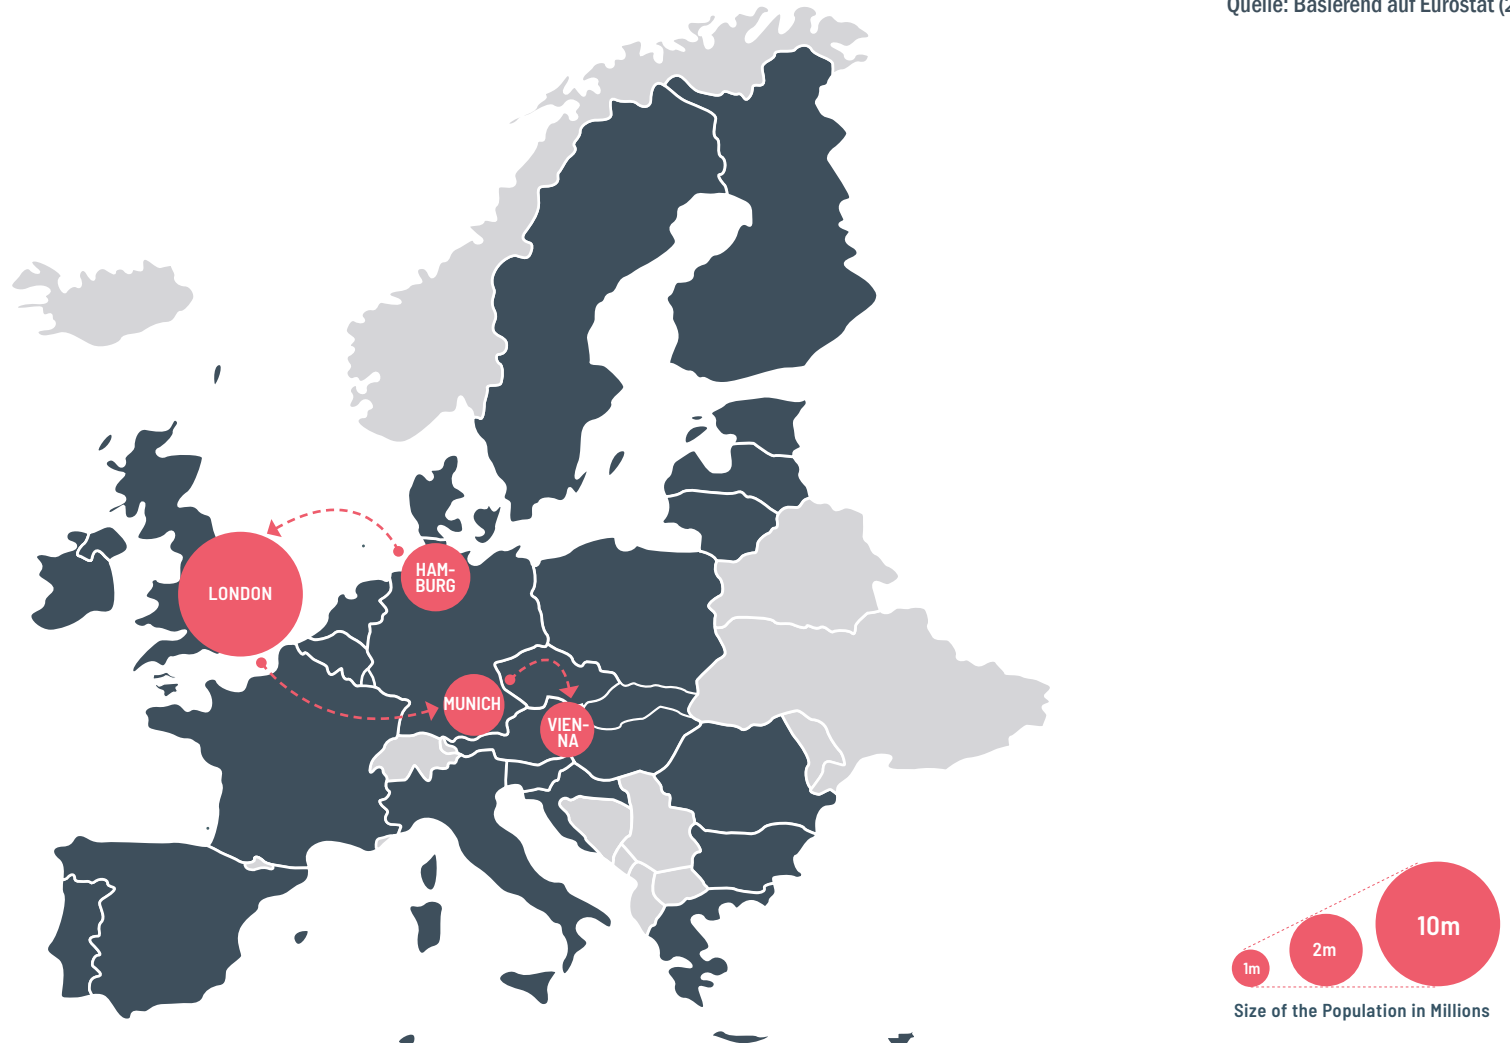 Quelle: Basierend auf Eurostat (2
HAM-
BURG
LONDON
MUNICH
VIEN-
NA
10m
2m
1m
Size of the Population in Millions